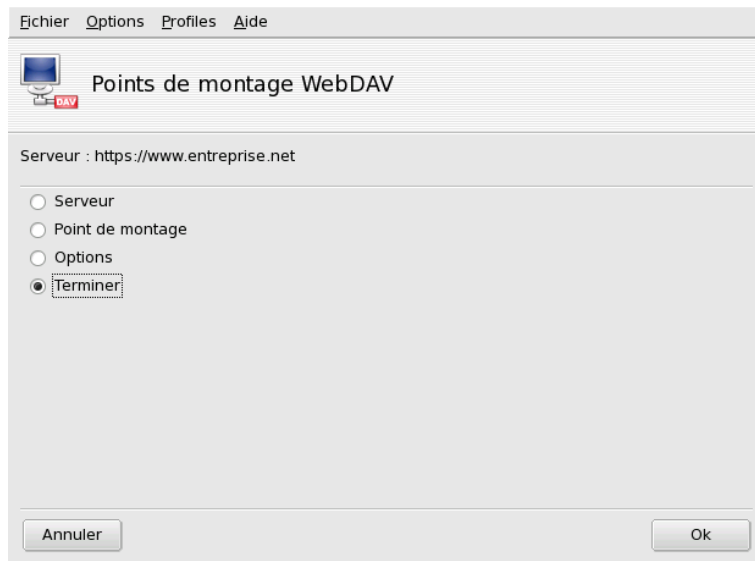 Fichier Options Profiles Aide
DAV
Points de montage WebDAV
Serveur : https://www.entreprise.net
Serveur
Point de montage
Options
Terminer
Annuler Ok